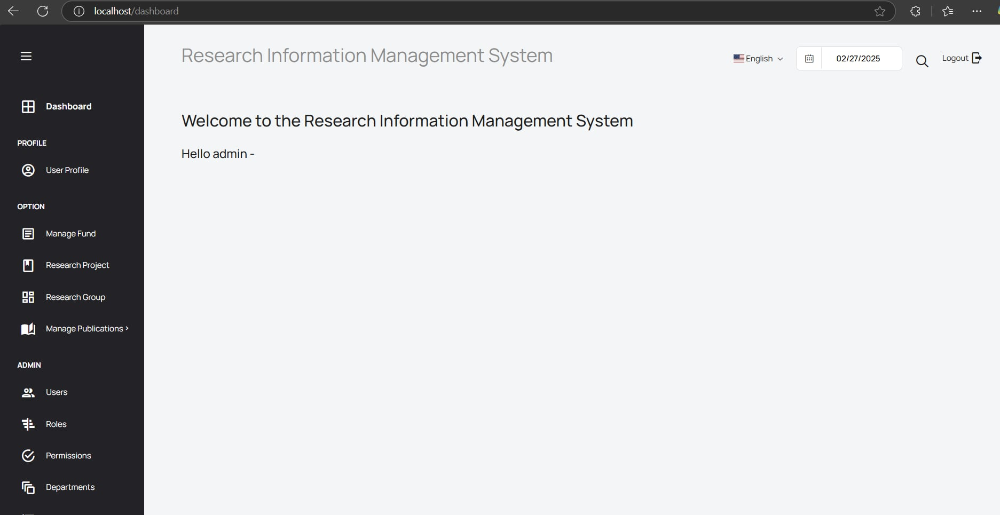 localhost/dashboard
Research Information Management System
English
02/27/2025
Logout
Dashboard
PROFILE
User Profile
OPTION
Manage Fund
Research Project
Research Group
Manage Publications ›
ADMIN
Users
Roles
Permissions
Departments
Welcome to the Research Information Management System
Hello admin -